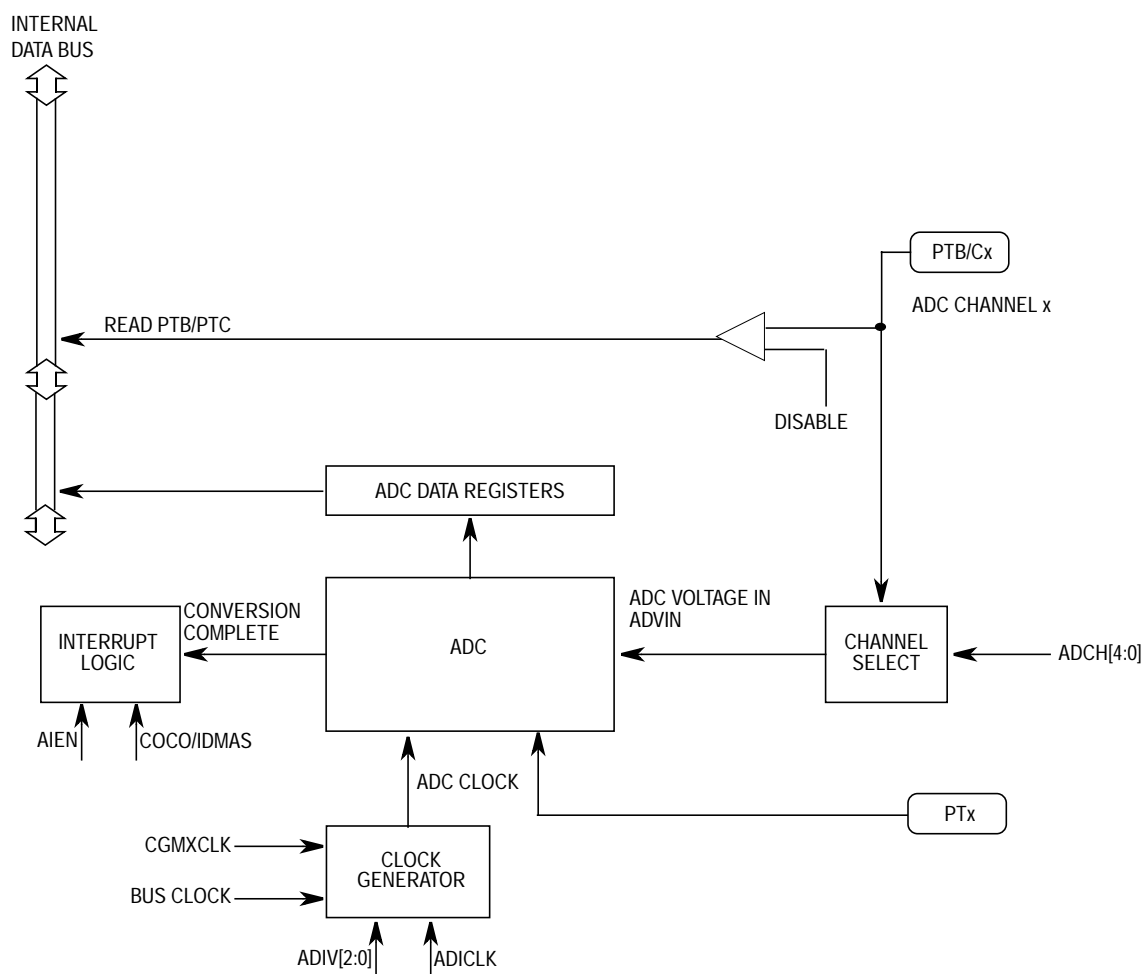 INTERNAL
DATA BUS
PTB/Cx
ADC CHANNEL x
READ PTB/PTC
DISABLE
ADC DATA REGISTERS
INTERRUPT
LOGIC
CONVERSION
COMPLETE
ADC
ADC VOLTAGE IN
ADVIN
CHANNEL
SELECT
ADCH[4:0]
AIEN
COCO/IDMAS
ADC CLOCK
PTx
CGMXCLK
BUS CLOCK
CLOCK
GENERATOR
ADIV[2:0]
ADICLK